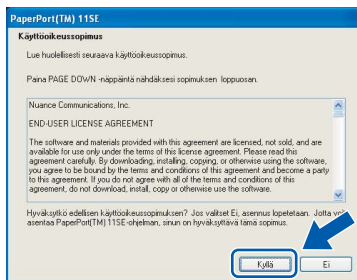 PaperPort(TM) 11SE
Käyttöoikeussopimus
Lue huolellisesti seuraava käyttöoikeussopimus.
Paina PAGE DOWN -näppäintä nähdäksesi sopimuksen loppuosan.
Nuance Communications, Inc.
END-USER LICENSE AGREEMENT
The software and materials provided with this agreement are licensed, not sold, and are
available for use only under the terms of this license agreement. Please read this
agreement carefully. By downloading, installing, copying, or otherwise using the software,
you agree to be bound by the terms and conditions of this agreement and become a party
to this agreement. If you do not agree with all of the terms and conditions of this
agreement, do not download, install, copy or otherwise use the software.
Hyväksytkö edellisen käyttöoikeussopimuksen? Jos valitset Ei, asennus lopetetaan. Jotta
asentaa PaperPort(TM) 11SE-ohjelman, sinun on hyväksyttävä tämä sopimus.
Kyllä
Ei